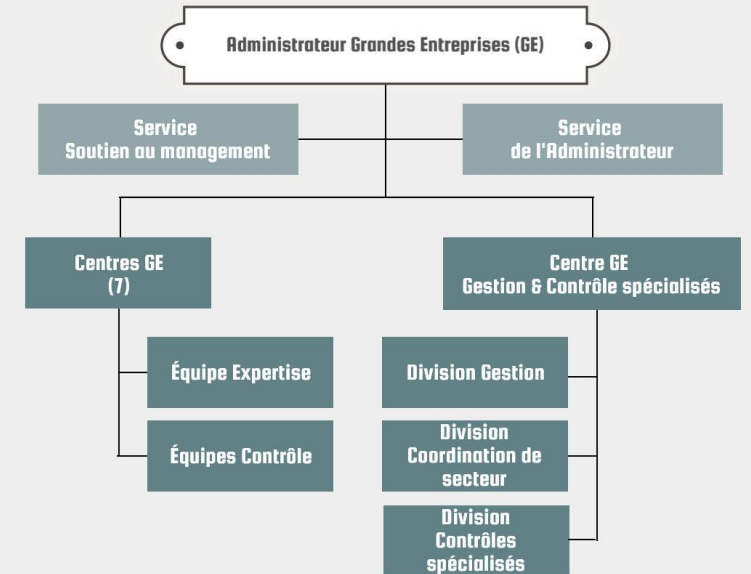 Administrateur Grandes Entreprises (GE)
Service
Soutien au management
Service
de l'Administrateur
Centres GE
(7)
Centre GE
Gestion & Contrôle spécialisés
Équipe Expertise
Équipes Contrôle
Division Gestion
Division
Coordination de
secteur
Division
Contrôles
spécialisés